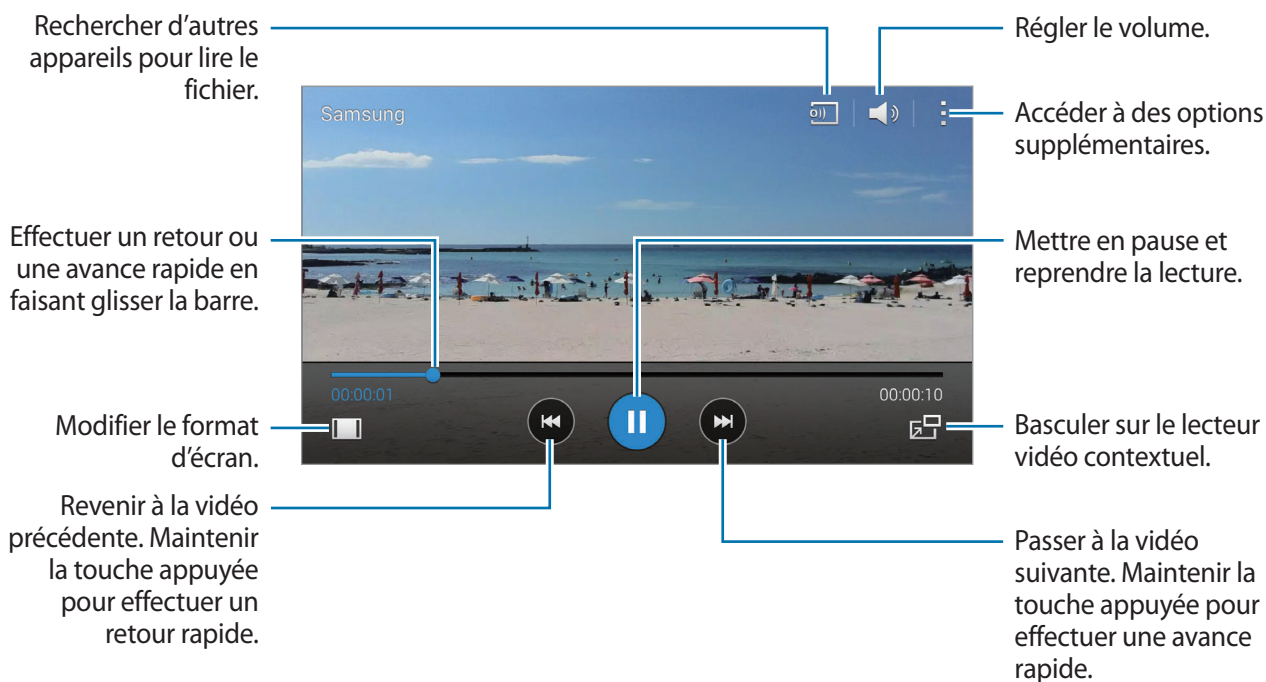 Rechercher d'autres
appareils pour lire le
fichier.
Régler le volume.
Samsung
Accéder à des options
supplémentaires.
Effectuer un retour ou
une avance rapide en
faisant glisser la barre.
Mettre en pause et
reprendre la lecture.
00:00:01
00:00:10
Modifier le format
d'écran.
Basculer sur le lecteur
vidéo contextuel.
Revenir à la vidéo
précédente. Maintenir
la touche appuyée
pour effectuer un
retour rapide.
Passer à la vidéo
suivante. Maintenir la
touche appuyée pour
effectuer une avance
rapide.